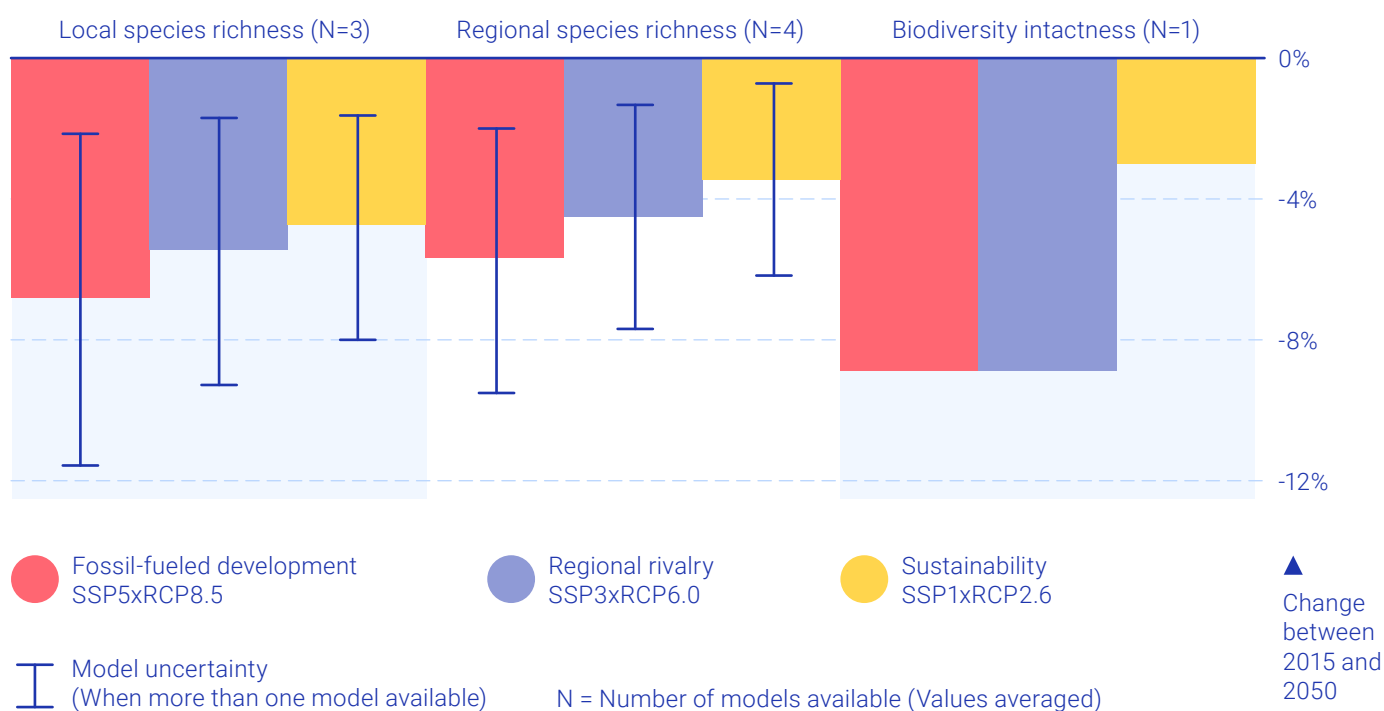 Local species richness (N=3)
Regional species richness (N=4)
Biodiversity intactness (N=1)
0%
-4%
-8%
-12%
Fossil-fueled development
SSP5xRCP8.5
Regional rivalry
SSP3xRCP6.0
Sustainability
SSP1xRCP2.6
Change
between
2015 and
2050
Model uncertainty
(When more than one model available)
N = Number of models available (Values averaged)